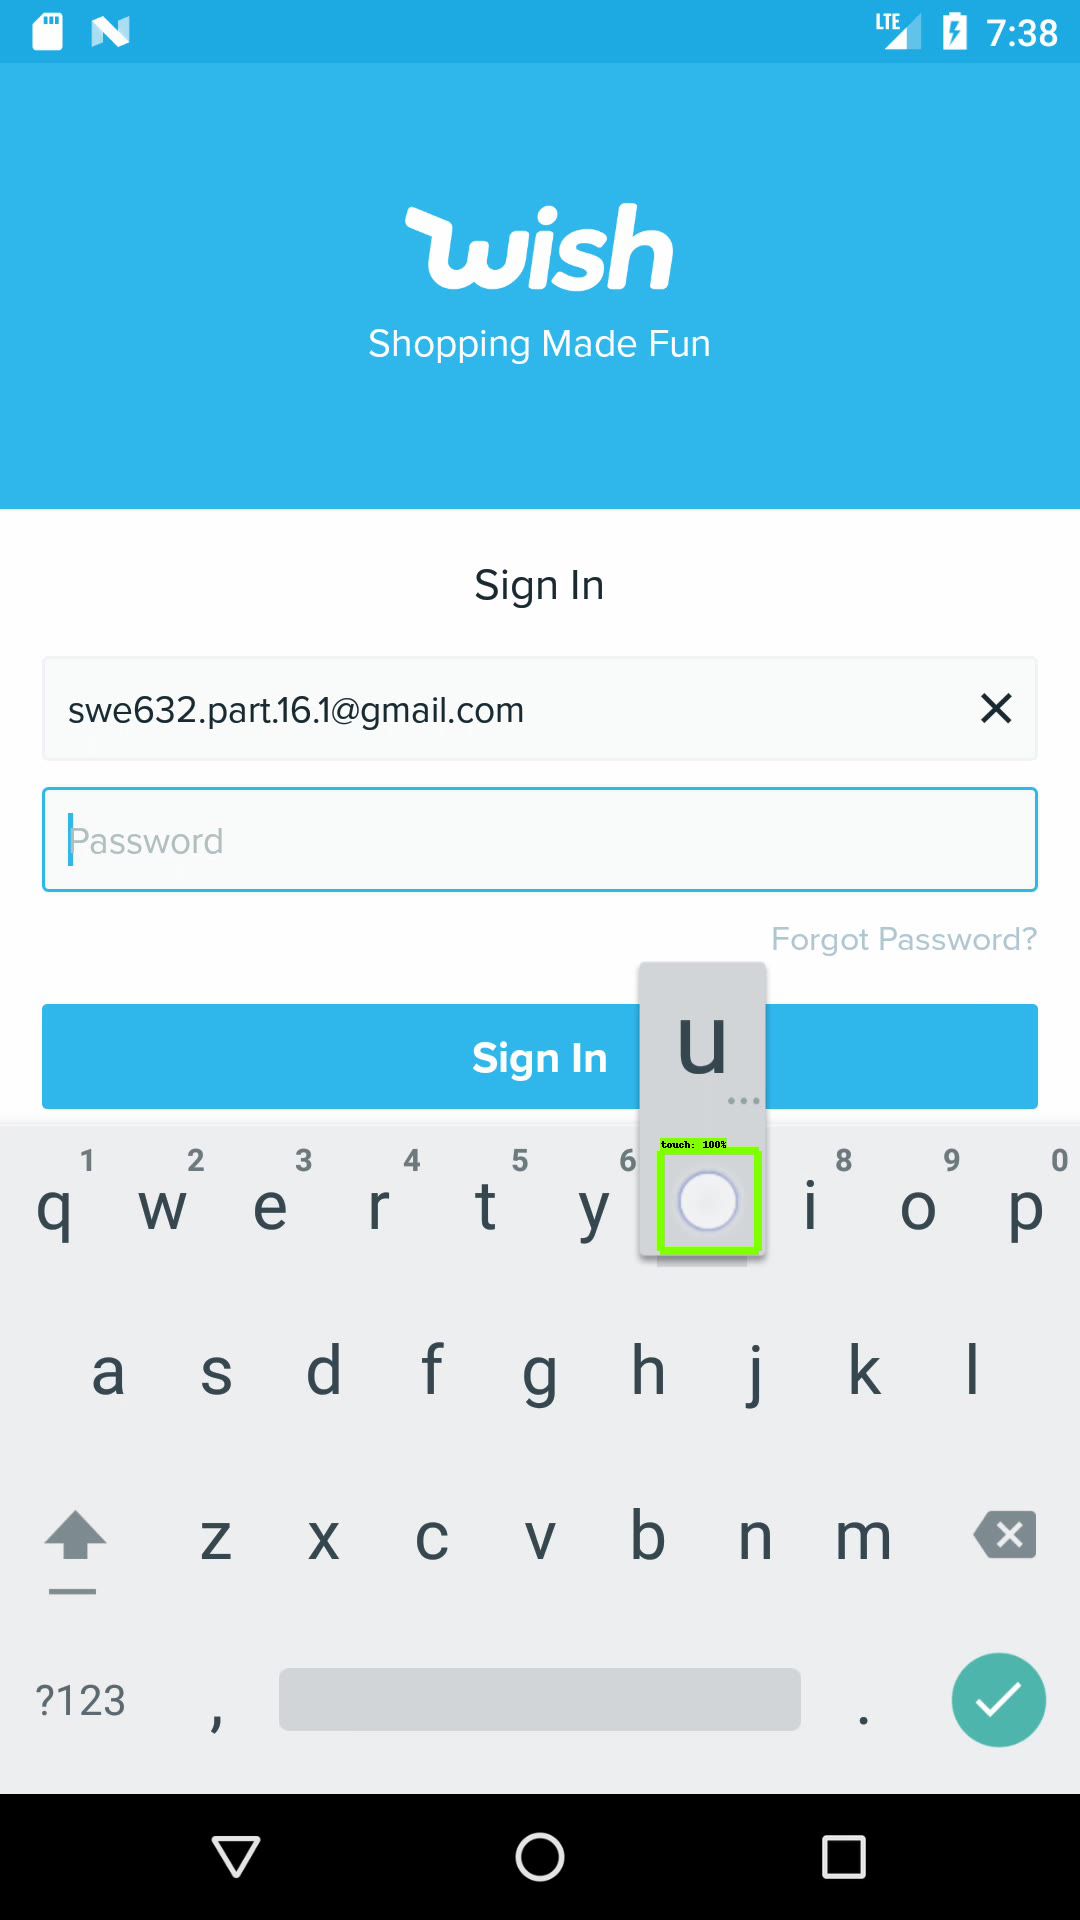 LTE 7:38
wish
Shopping Made Fun
Sign In
swe632.part.16.1@gmail.com
Password
Forgot Password?
Sign In
u
...
touch: 100%
1 2 3 4 5 6 8 9 0
q w e r t y i o p
a s d f g h j k l
z x c v b n m
?123 , .